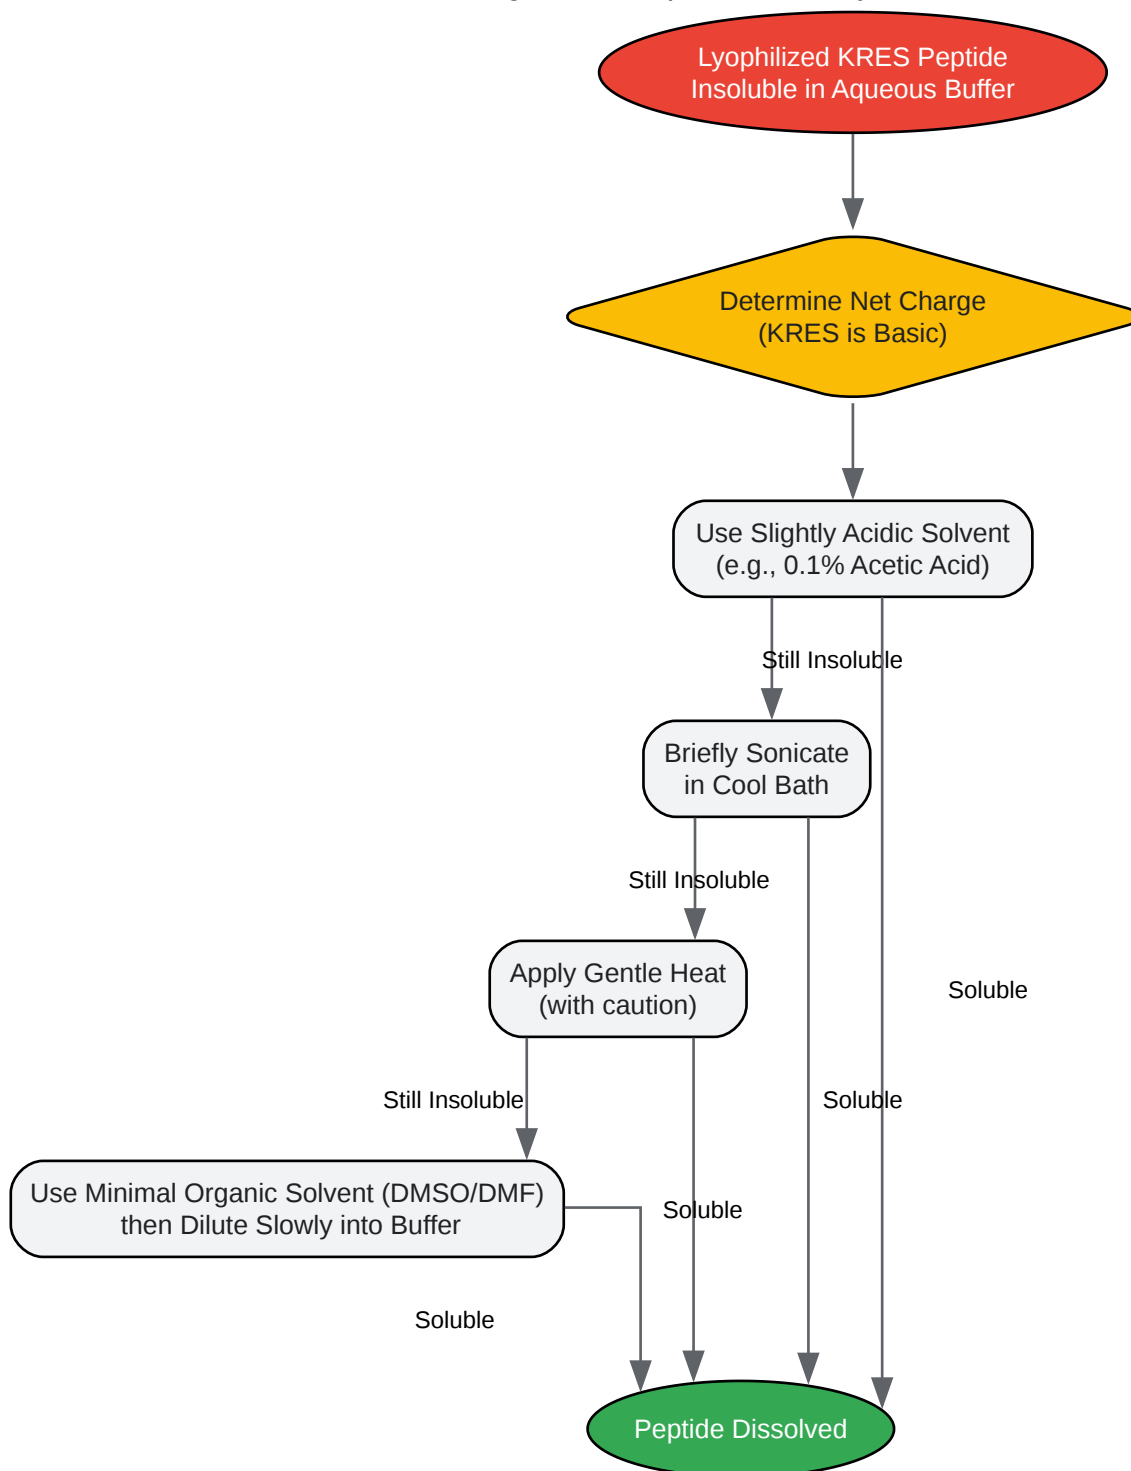 Lyophilized KRES Peptide
Insoluble in Aqueous Buffer
Determine Net Charge
(KRES is Basic)
Use Slightly Acidic Solvent
(e.g., 0.1% Acetic Acid)
Still Insoluble
Briefly Sonicate
in Cool Bath
Still Insoluble
Apply Gentle Heat
(with caution)
Soluble
Still Insoluble
Soluble
Use Minimal Organic Solvent (DMSO/DMF)
then Dilute Slowly into Buffer
Soluble
Soluble
Peptide Dissolved